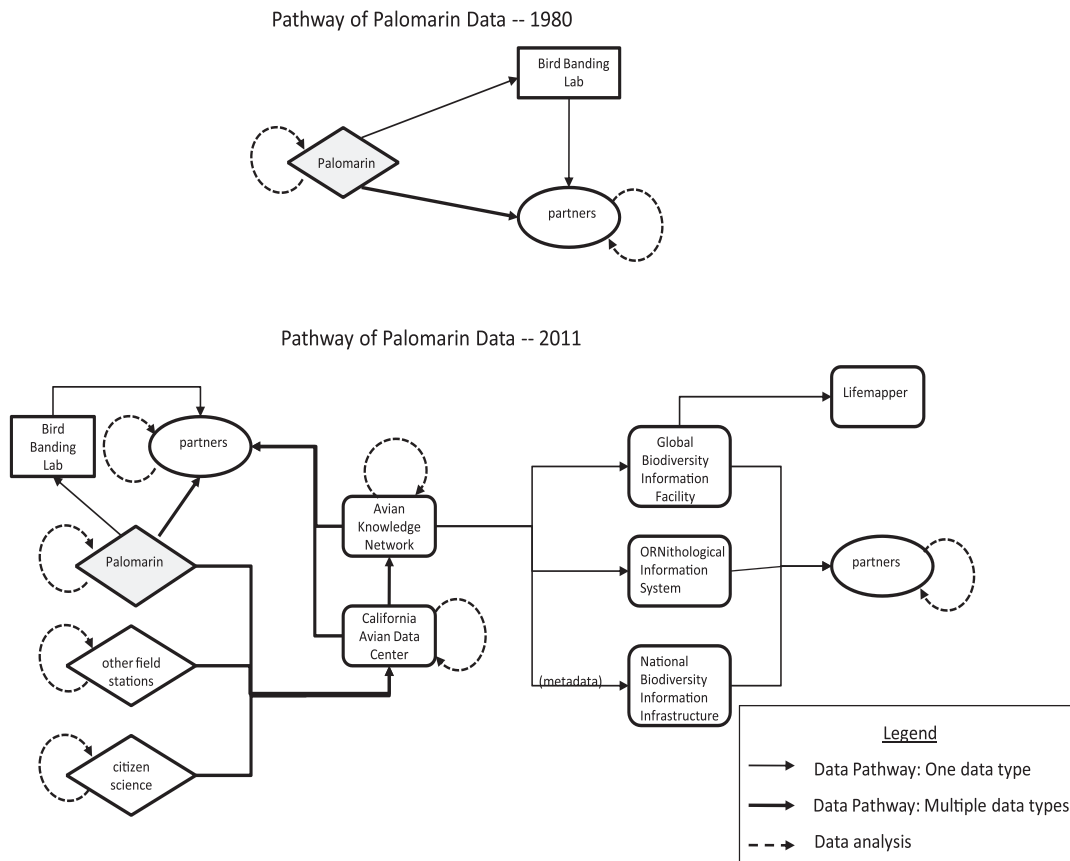 Pathway of Palomarin Data -- 1980
Bird Banding
Lab
Palomarin
partners
Pathway of Palomarin Data -- 2011
Lifemapper
Bird
Banding
Lab
partners
Global
Biodiversity
Information
Facility
Avian
Knowledge
Network
Palomarin
ORNithological
Information
System
partners
California
Avian Data
Center
other field
stations
(metadata)
National
Biodiversity
Information
Infrastructure
citizen
science
Legend
Data Pathway: One data type
Data Pathway: Multiple data types
Data analysis